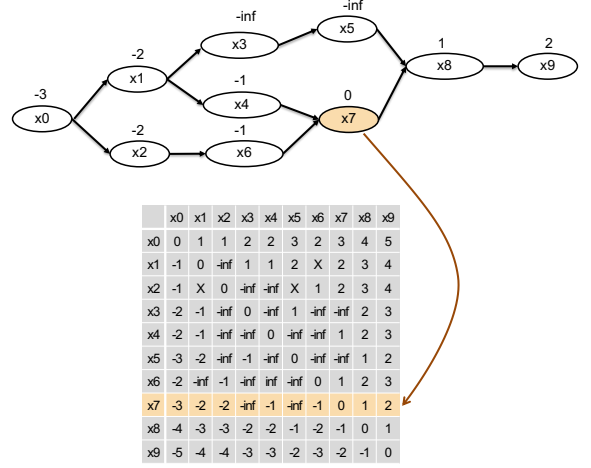 -inf -inf
x3 x5
-2 1 2
x1 x8 x9
-3 -1 0
x0 x4 x7
-2 -1
x2 x6
x0 x1 x2 x3 x4 x5 x6 x7 x8 x9
x0 0 1 1 2 2 3 2 3 4 5
x1 -1 0 -inf 1 1 2 X 2 3 4
x2 -1 X 0 -inf -inf X 1 2 3 4
x3 -2 -1 -inf 0 -inf 1 -inf -inf 2 3
x4 -2 -1 -inf -inf 0 -inf -inf 1 2 3
x5 -3 -2 -inf -1 -inf 0 -inf -inf 1 2
x6 -2 -inf -1 -inf inf -inf 0 1 2 3
x7 -3 -2 -2 -inf -1 -inf -1 0 1 2
x8 -4 -3 -3 -2 -2 -1 -2 -1 0 1
x9 -5 -4 -4 -3 -3 -2 -3 -2 -1 0